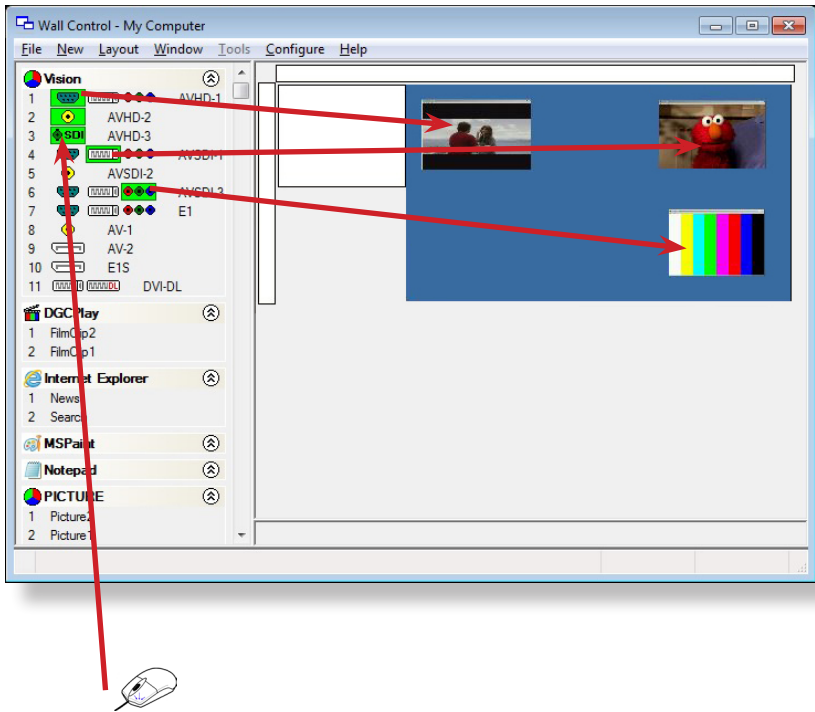 Wall Control - My Computer
File New Layout Window Tools Configure Help
Vision
1 AVHD-1
2 AVHD-2
3 SDI AVHD-3
4 AVSDI-1
5 AVSDI-2
6 AVSDI-3
7 E1
8 AV-1
9 AV-2
10 E1S
11 DL DVI-DL
DGCPlay
1 FilmClip2
2 FilmClip1
Internet Explorer
1 News
2 Search
MSPaint
Notepad
PICTURE
1 Picture2
2 Picture1